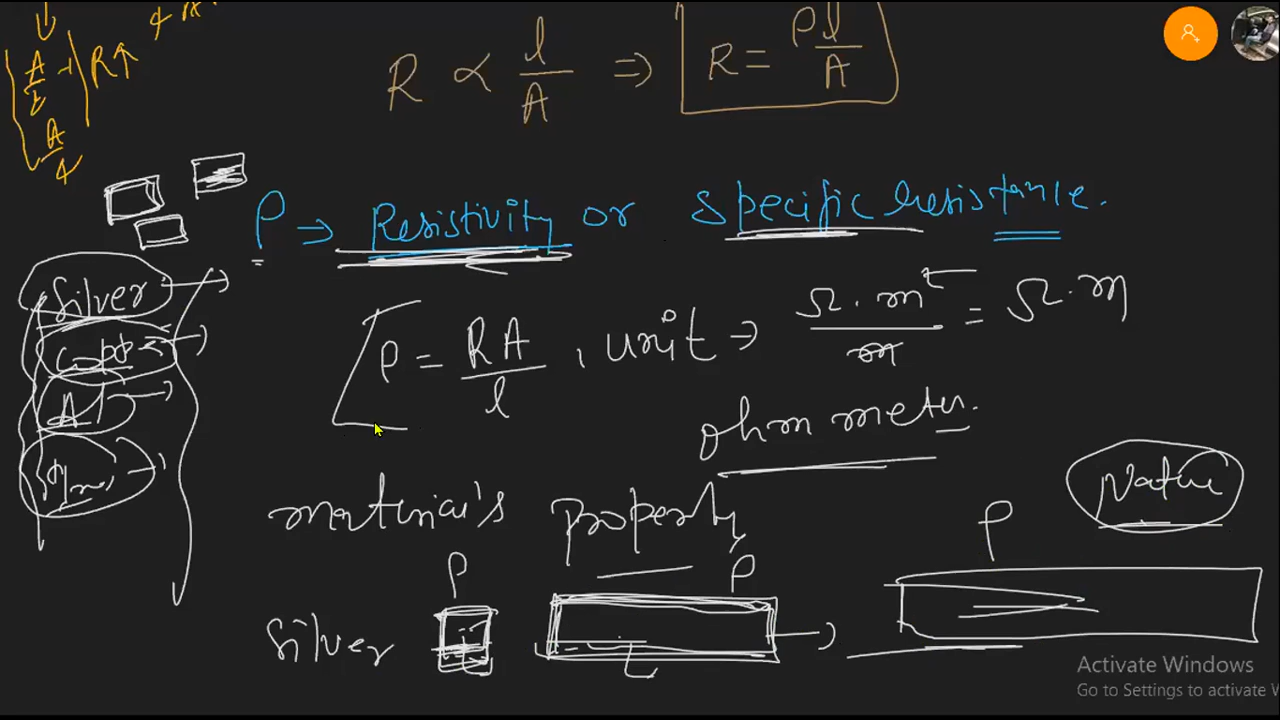 R↑
A
R ∝ l/A ⇒ R = ρl/A
A/4
ρ ⇒ Resistivity or specific Resistance.
Silver
ρ = RA/l , unit → Ω.m²/m = Ω.m
Al
ohm meter.
material's property
Nature
ρ ρ ρ
Silver
Activate Windows
Go to Settings to activate W